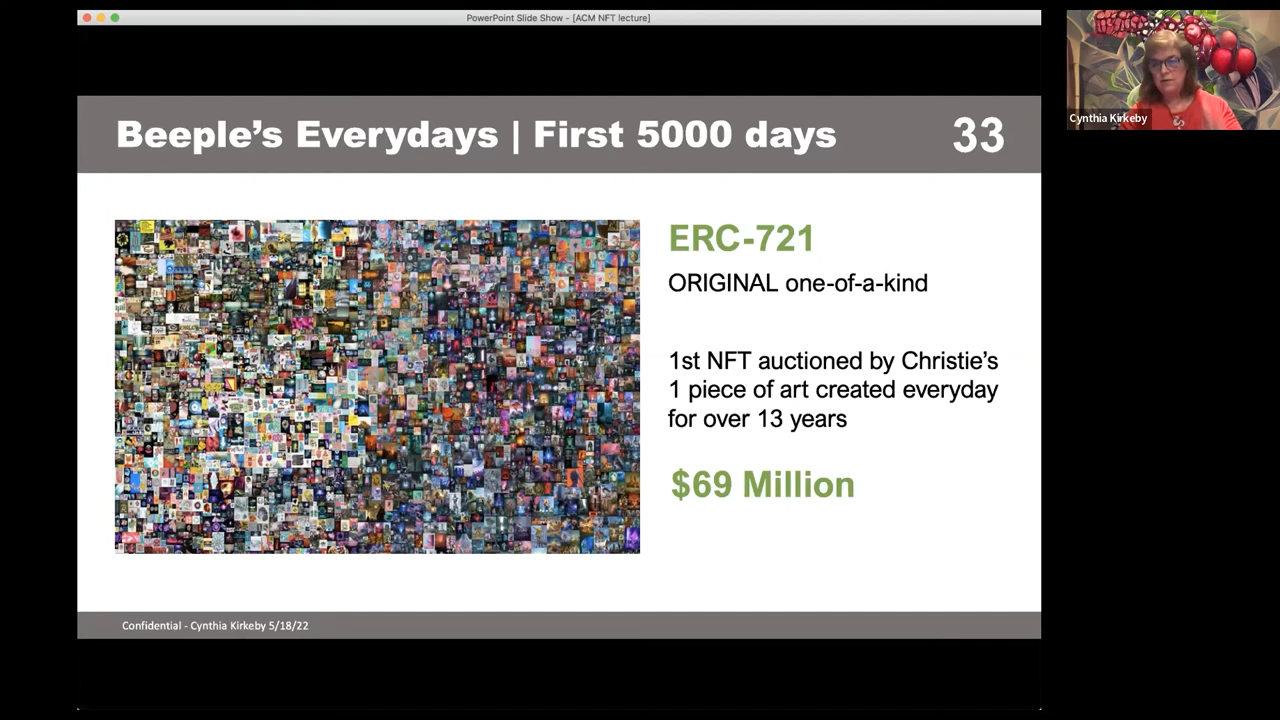 PowerPoint Slide Show - [ACM NFT lecture]
Beeple's Everydays | First 5000 days
33
ERC-721
ORIGINAL one-of-a-kind
1st NFT auctioned by Christie's
1 piece of art created everyday
for over 13 years
$69 Million
Confidential - Cynthia Kirkeby 5/18/22
Cynthia Kirkeby